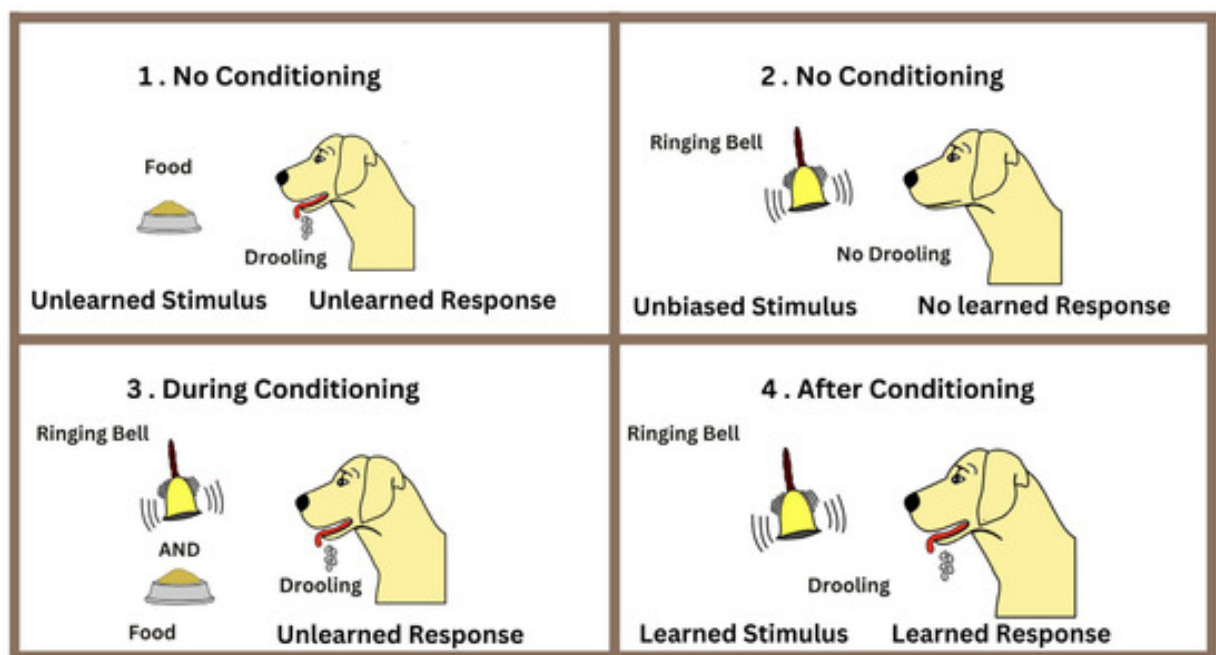 1 . No Conditioning
Food
Drooling
Unlearned Stimulus Unlearned Response
2 . No Conditioning
Ringing Bell
No Drooling
Unbiased Stimulus No learned Response
3 . During Conditioning
Ringing Bell
AND
Drooling
Food
Unlearned Response
4 . After Conditioning
Ringing Bell
Drooling
Learned Stimulus Learned Response